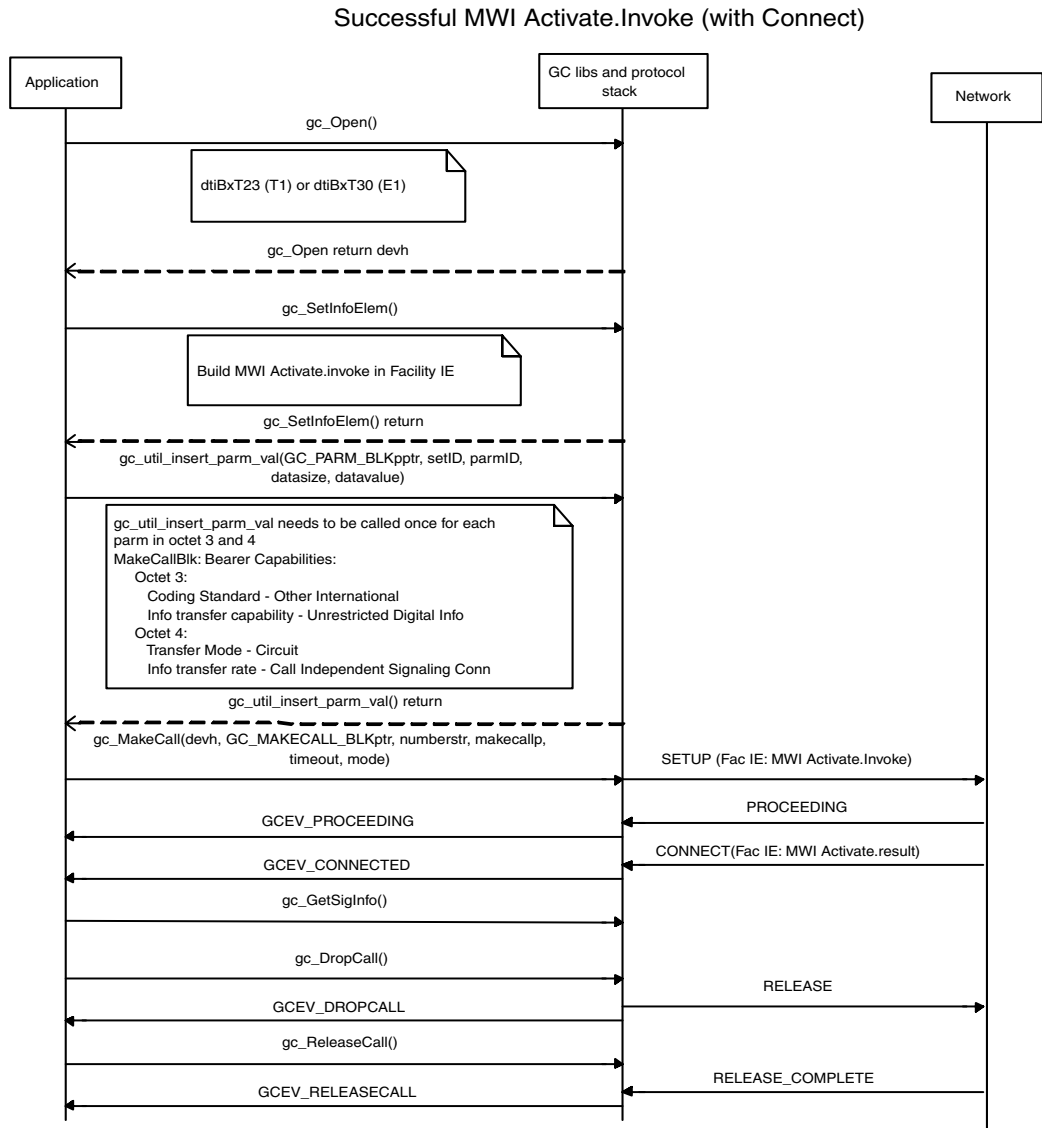 Successful MWI Activate.Invoke (with Connect)
Application
GC libs and protocol
stack
Network
gc_Open()
dtiBxT23 (T1) or dtiBxT30 (E1)
gc_Open return devh
gc_SetInfoElem()
Build MWI Activate.invoke in Facility IE
gc_SetInfoElem() return
gc_util_insert_parm_val(GC_PARM_BLKpptr, setID, parmID,
datasize, datavalue)
gc_util_insert_parm_val needs to be called once for each
parm in octet 3 and 4
MakeCallBlk: Bearer Capabilities:
Octet 3:
Coding Standard - Other International
Info transfer capability - Unrestricted Digital Info
Octet 4:
Transfer Mode - Circuit
Info transfer rate - Call Independent Signaling Conn
gc_util_insert_parm_val() return
gc_MakeCall(devh, GC_MAKECALL_BLKptr, numberstr, makecallp,
timeout, mode)
SETUP (Fac IE: MWI Activate.Invoke)
PROCEEDING
GCEV_PROCEEDING
CONNECT(Fac IE: MWI Activate.result)
GCEV_CONNECTED
gc_GetSigInfo()
gc_DropCall()
RELEASE
GCEV_DROPCALL
gc_ReleaseCall()
RELEASE_COMPLETE
GCEV_RELEASECALL